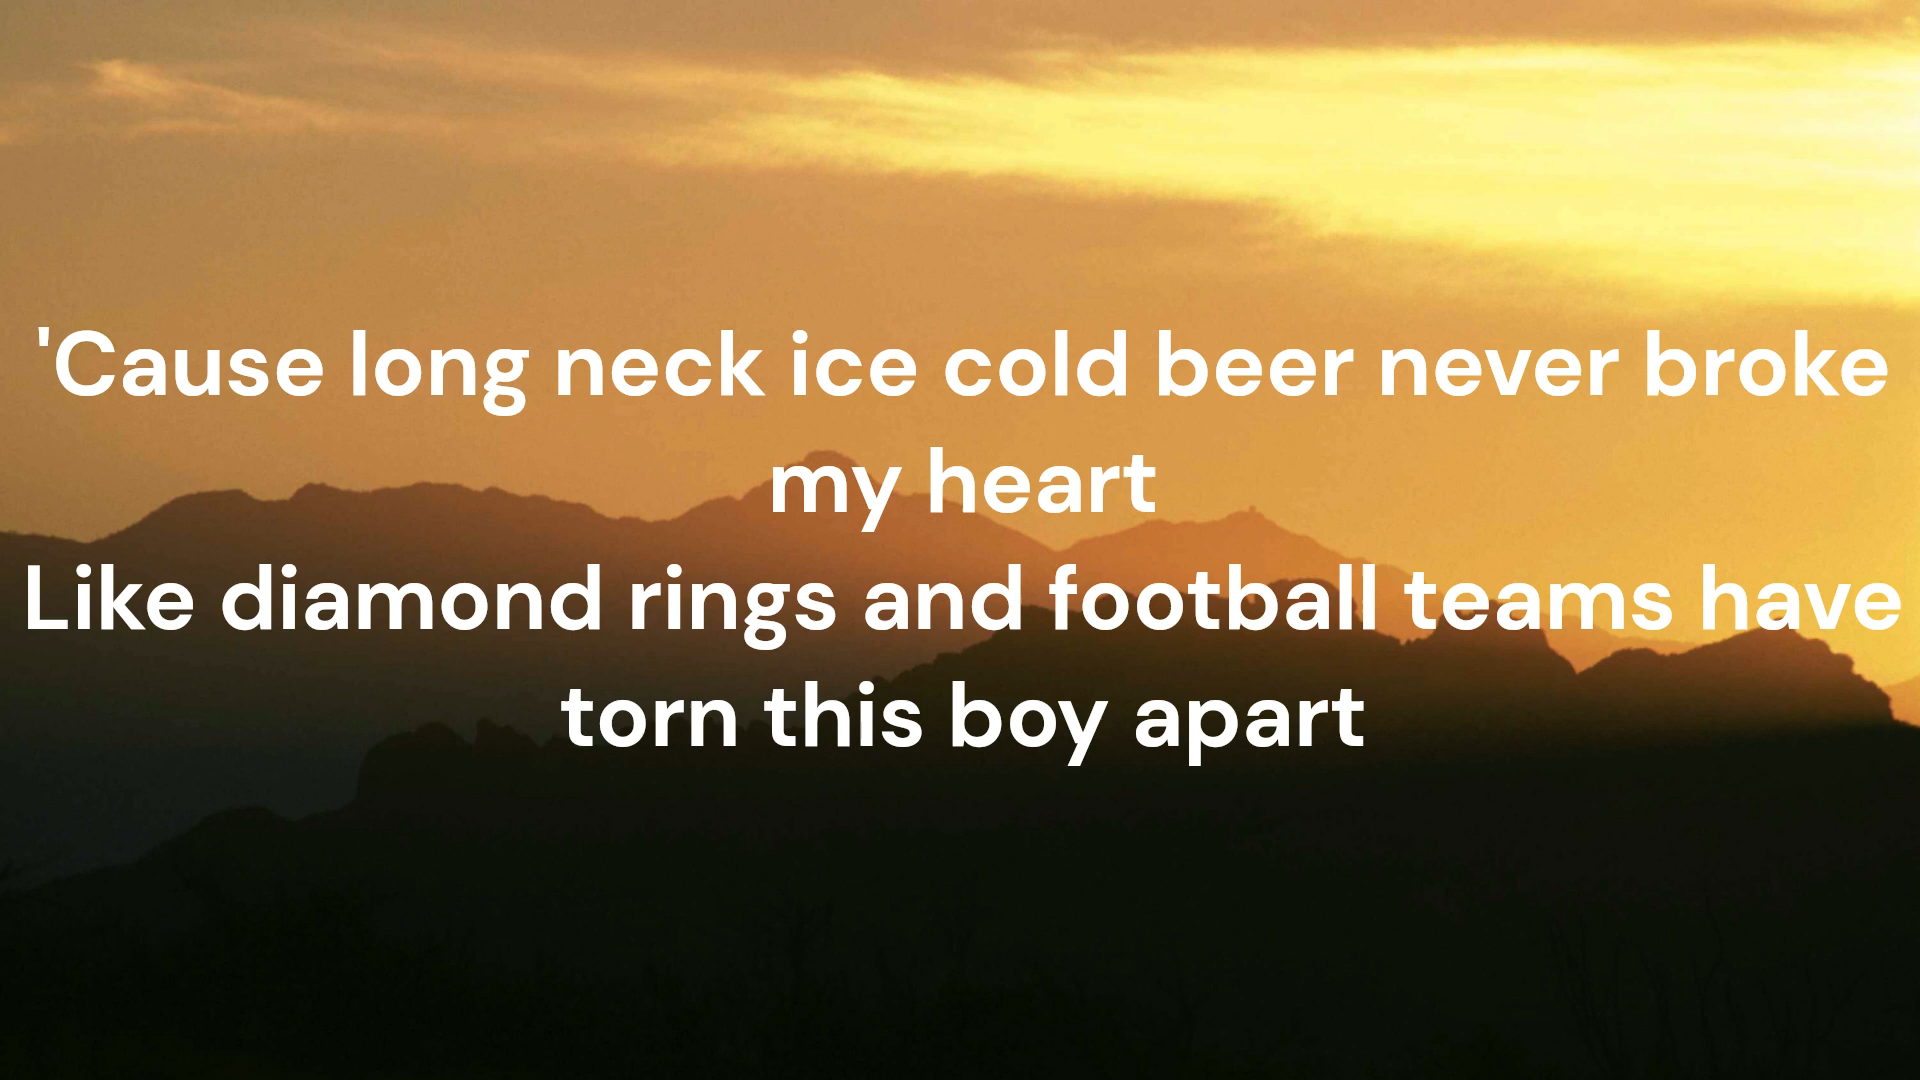 'Cause long neck ice cold beer never broke
my heart
Like diamond rings and football teams have
torn this boy apart